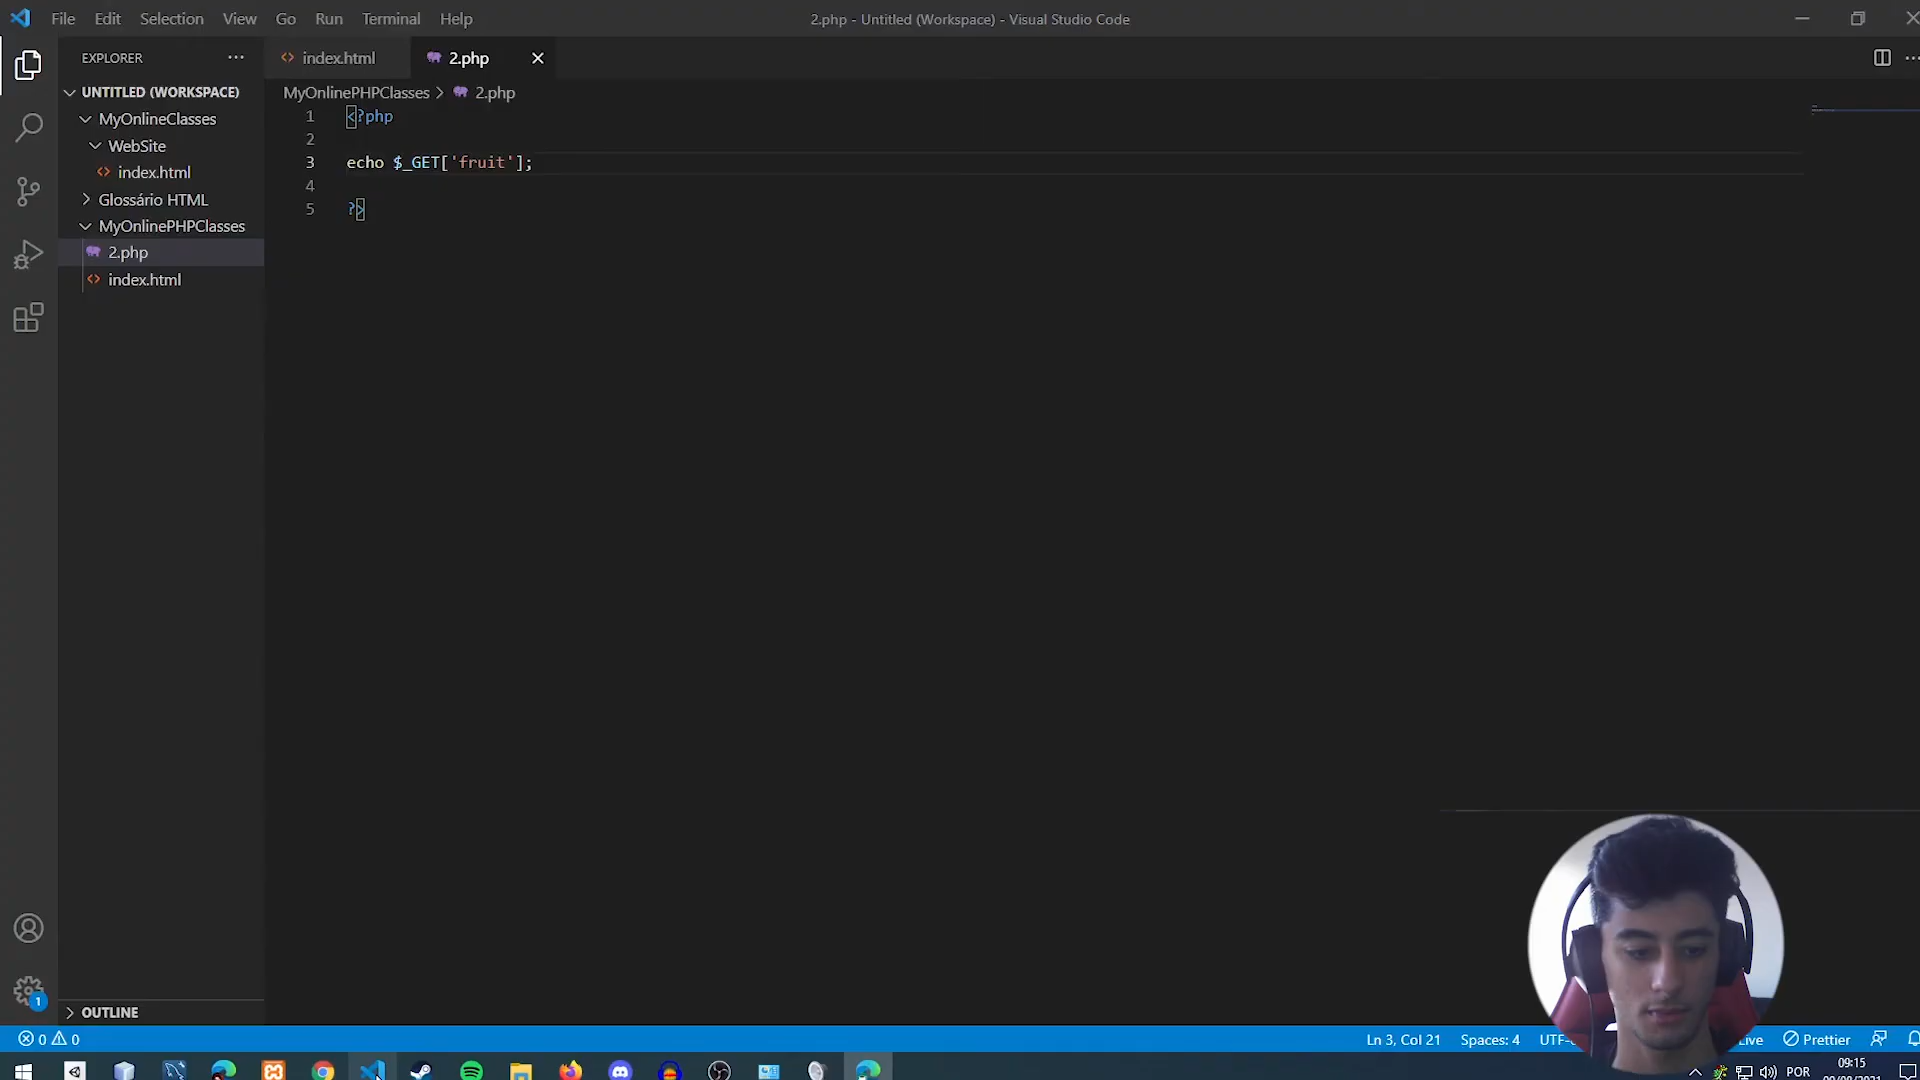 File Edit Selection View Go Run Terminal Help
2.php - Untitled (Workspace) - Visual Studio Code
EXPLORER
index.html
2.php
UNTITLED (WORKSPACE)
MyOnlineClasses
WebSite
index.html
Glossário HTML
MyOnlinePHPClasses
2.php
index.html
MyOnlinePHPClasses > 2.php
1 <?php
2
3 echo $_GET['fruit'];
4
5 ?>
1
OUTLINE
0 0
Ln 3, Col 21 Spaces: 4 UTF- Live Prettier
POR
09:15